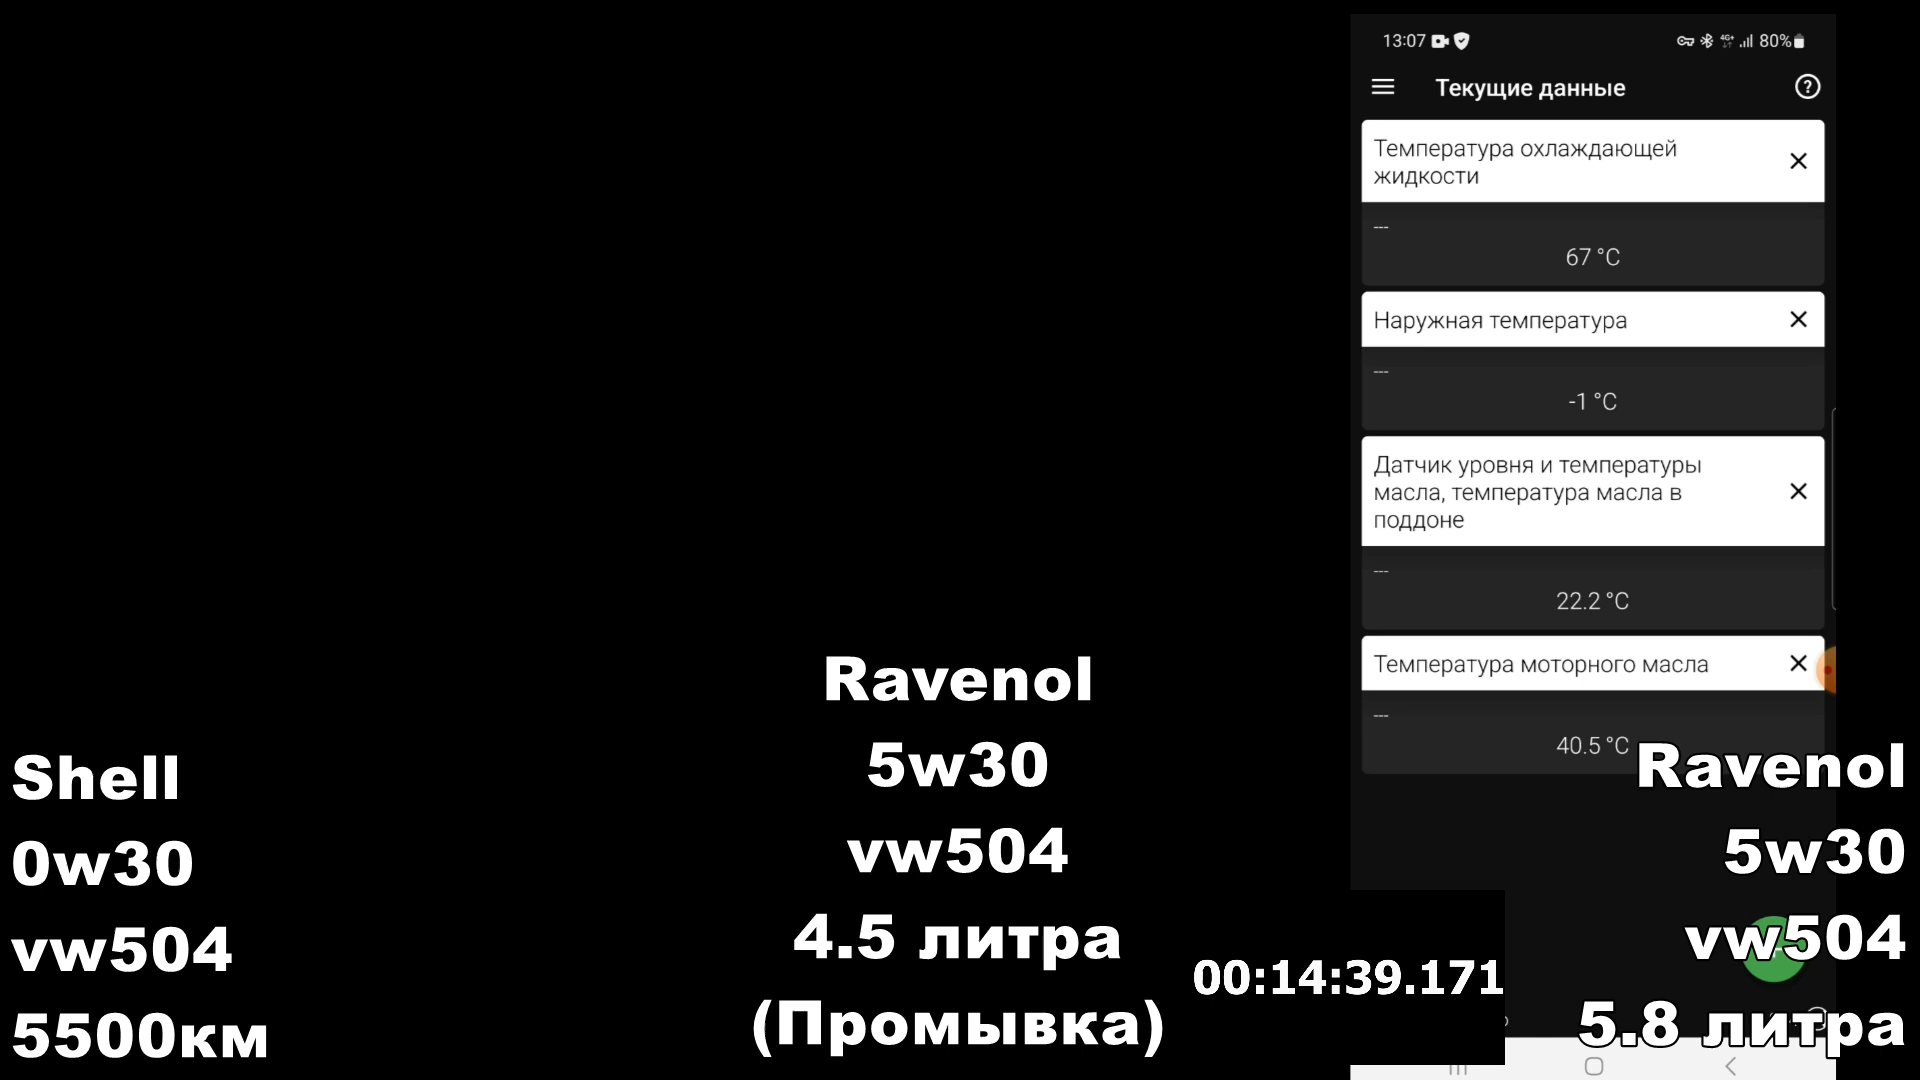 13:07
4G+
80%
Текущие данные
Температура охлаждающей
жидкости
---
67 °C
Наружная температура
---
-1 °C
Датчик уровня и температуры
масла, температура масла в
поддоне
---
22.2 °C
Температура моторного масла
---
40.5 °C
Shell
0w30
vw504
5500км
Ravenol
5w30
vw504
4.5 литра
(Промывка)
00:14:39.171
Ravenol
5w30
vw504
5.8 литра